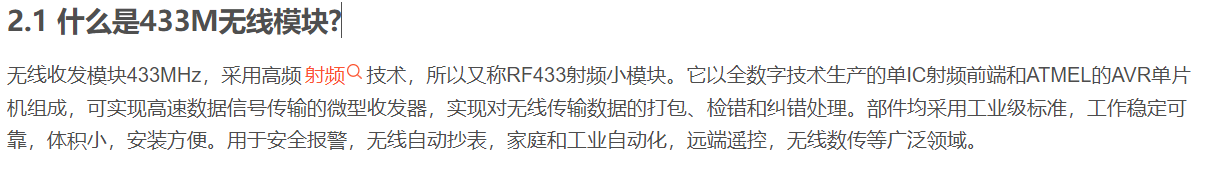 2.1 什么是433M无线模块?
无线收发模块433MHz，采用高频射频技术，所以又称RF433射频小模块。它以全数字技术生产的单IC射频前端和ATMEL的AVR单片
机组成，可实现高速数据信号传输的微型收发器，实现对无线传输数据的打包、检错和纠错处理。部件均采用工业级标准，工作稳定可
靠，体积小，安装方便。用于安全报警，无线自动抄表，家庭和工业自动化，远端遥控，无线数传等广泛领域。